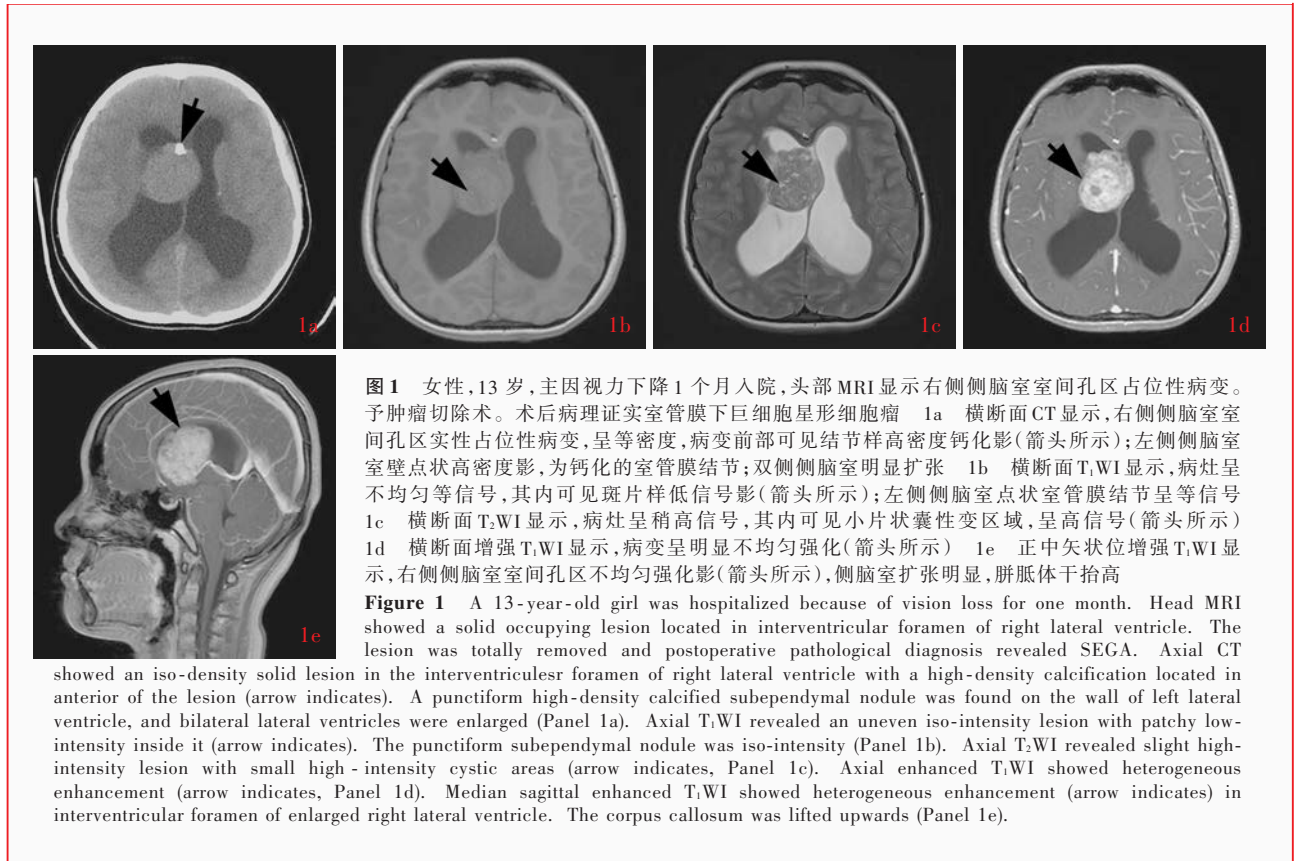 1a
1b
1c
1d
1e
图1 女性,13岁,主因视力下降1个月入院,头部MRI显示右侧侧脑室室间孔区占位性病变。
予肿瘤切除术。术后病理证实室管膜下巨细胞星形细胞瘤 1a 横断面CT显示,右侧侧脑室室
间孔区实性占位性病变,呈等密度,病变前部可见结节样高密度钙化影(箭头所示);左侧侧脑室
室壁点状高密度影,为钙化的室管膜结节;双侧侧脑室明显扩张 1b 横断面T₁WI显示,病灶呈
不均匀等信号,其内可见斑片样低信号影(箭头所示);左侧侧脑室点状室管膜结节呈等信号
1c 横断面T₂WI显示,病灶呈稍高信号,其内可见小片状囊性变区域,呈高信号(箭头所示)
1d 横断面增强T₁WI显示,病变呈明显不均匀强化(箭头所示) 1e 正中矢状位增强T₁WI显
示,右侧侧脑室室间孔区不均匀强化影(箭头所示),侧脑室扩张明显,胼胝体干抬高
Figure 1 A 13-year-old girl was hospitalized because of vision loss for one month. Head MRI
showed a solid occupying lesion located in interventricular foramen of right lateral ventricle. The
lesion was totally removed and postoperative pathological diagnosis revealed SEGA. Axial CT
showed an iso-density solid lesion in the interventriculesr foramen of right lateral ventricle with a high-density calcification located in
anterior of the lesion (arrow indicates). A punctiform high-density calcified subependymal nodule was found on the wall of left lateral
ventricle, and bilateral lateral ventricles were enlarged (Panel 1a). Axial T₁WI revealed an uneven iso-intensity lesion with patchy low-
intensity inside it (arrow indicates). The punctiform subependymal nodule was iso-intensity (Panel 1b). Axial T₂WI revealed slight high-
intensity lesion with small high-intensity cystic areas (arrow indicates, Panel 1c). Axial enhanced T₁WI showed heterogeneous
enhancement (arrow indicates, Panel 1d). Median sagittal enhanced T₁WI showed heterogeneous enhancement (arrow indicates) in
interventricular foramen of enlarged right lateral ventricle. The corpus callosum was lifted upwards (Panel 1e).